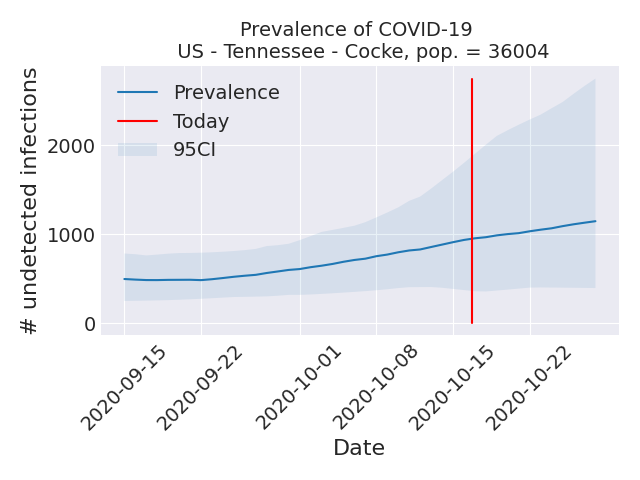 Prevalence of COVID-19
US - Tennessee - Cocke, pop. = 36004
Prevalence
Today
95CI
# undetected infections
2000
1000
0
2020-09-15
2020-09-22
2020-10-01
2020-10-08
2020-10-15
2020-10-22
Date